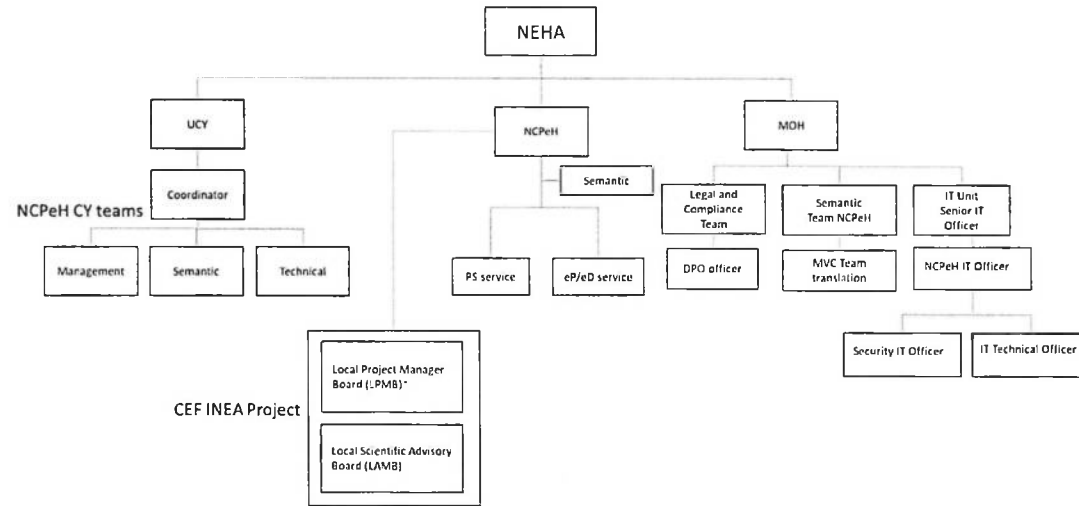 NEHA
UCY
NCPeH
MOH
Coordinator
Semantic
Legal and
Compliance
Team
Semantic
Team NCPeH
IT Unit
Senior IT
Officer
NCPeH CY teams
Management
Semantic
Technical
PS service
eP/eD service
DPO officer
MVC Team
translation
NCPeH IT Officer
Security IT Officer
IT Technical Officer
CEF INEA Project
Local Project Manager
Board (LPMB)*
Local Scientific Advisory
Board (LAMB)